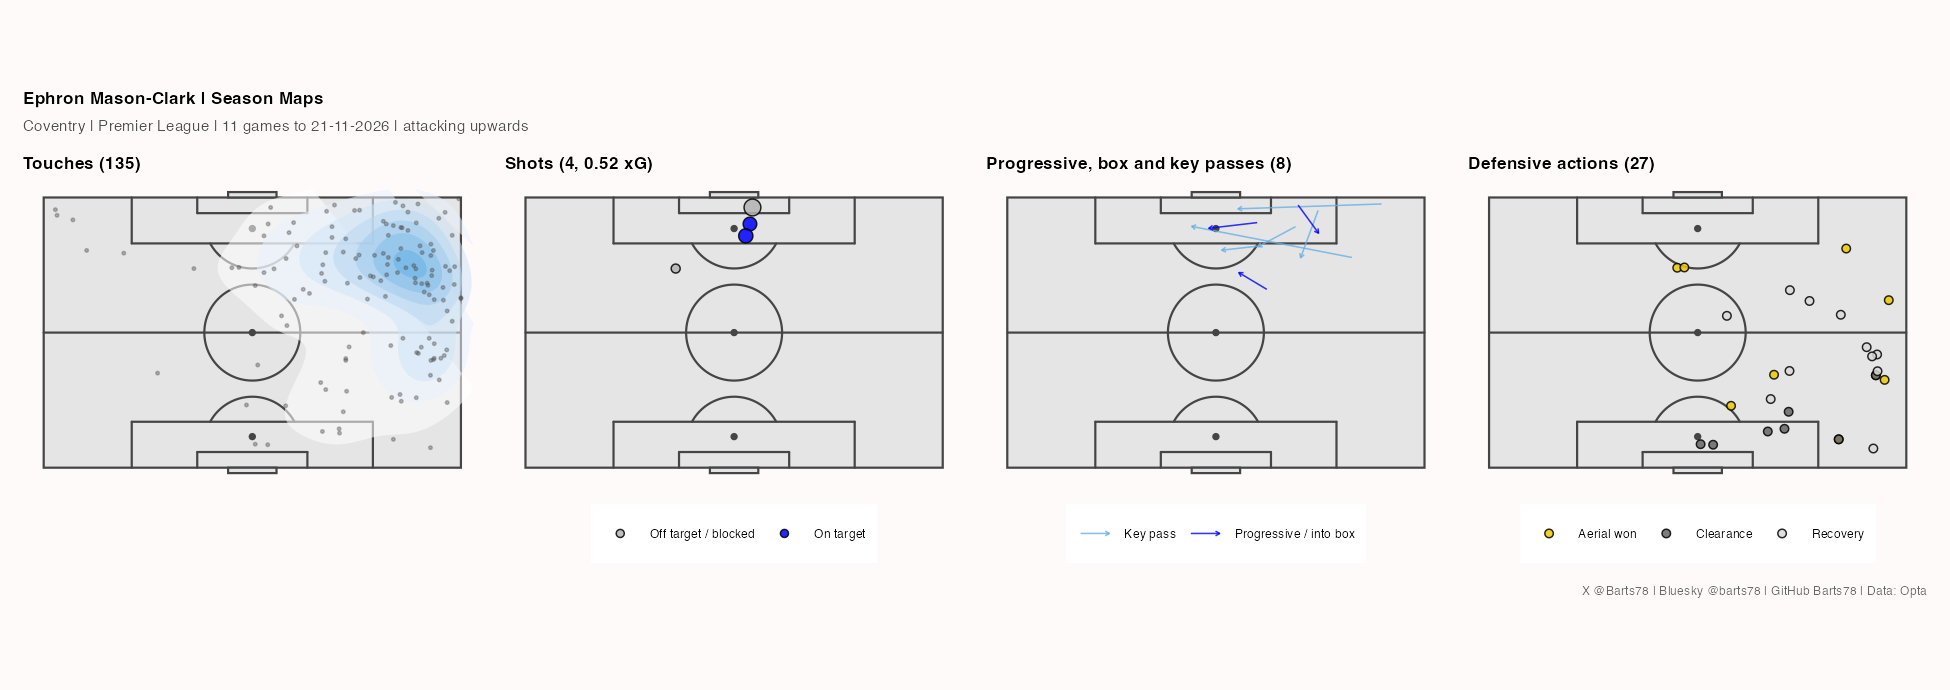 Ephron Mason-Clark | Season Maps
Coventry | Premier League | 11 games to 21-11-2026 | attacking upwards
Touches (135)
Shots (4, 0.52 xG)
Progressive, box and key passes (8)
Defensive actions (27)
Off target / blocked
On target
Key pass
Progressive / into box
Aerial won
Clearance
Recovery
X @Barts78 | Bluesky @barts78 | GitHub Barts78 | Data: Opta